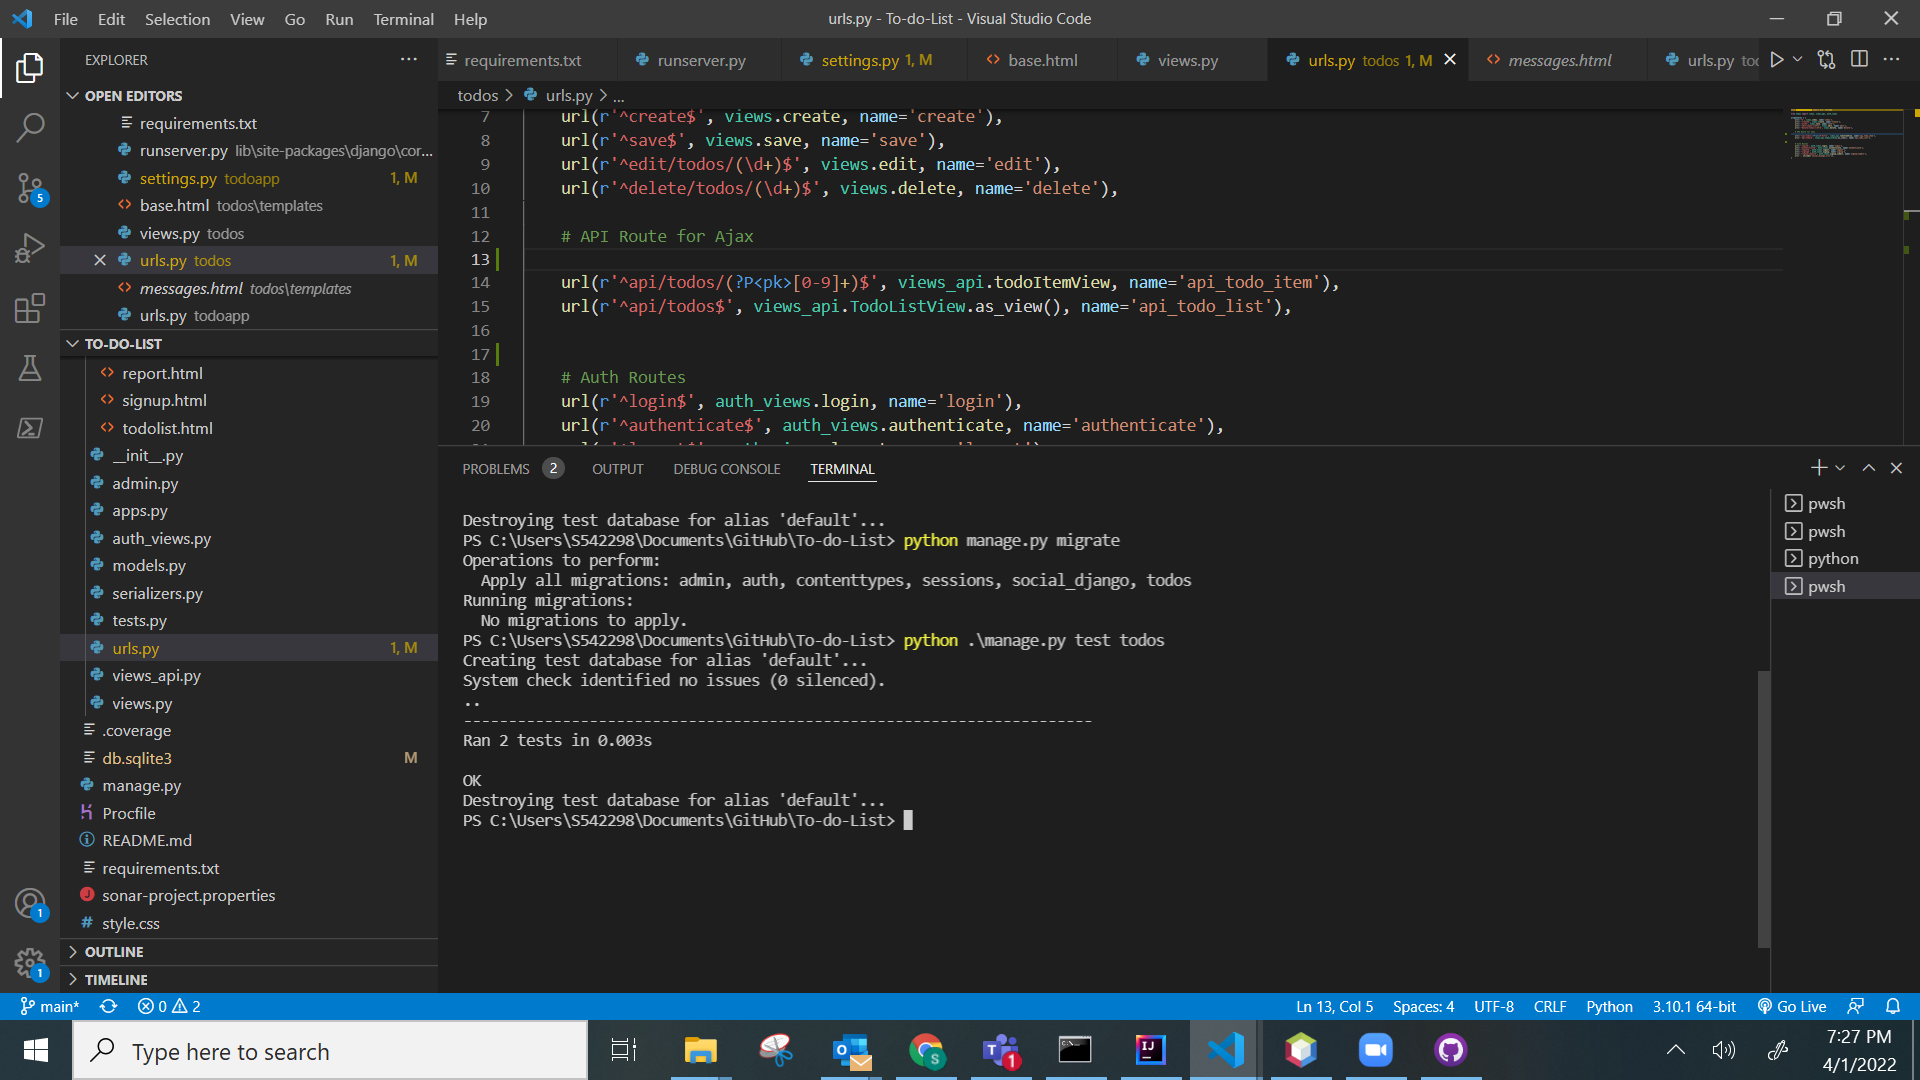 File Edit Selection View Go Run Terminal Help
urls.py - To-do-List - Visual Studio Code
EXPLORER
OPEN EDITORS
requirements.txt
runserver.py lib\site-packages\django\cor...
settings.py todoapp 1, M
base.html todos\templates
views.py todos
urls.py todos 1, M
messages.html todos\templates
urls.py todoapp
TO-DO-LIST
report.html
signup.html
todolist.html
__init__.py
admin.py
apps.py
auth_views.py
models.py
serializers.py
tests.py
urls.py 1, M
views_api.py
views.py
.coverage
db.sqlite3 M
manage.py
Procfile
README.md
requirements.txt
sonar-project.properties
style.css
OUTLINE
TIMELINE
5
1
1
requirements.txt runserver.py settings.py 1, M base.html views.py urls.py todos 1, M messages.html urls.py
todos > urls.py > ...
7 url(r'^create$', views.create, name='create'),
8 url(r'^save$', views.save, name='save'),
9 url(r'^edit/todos/(\d+)$', views.edit, name='edit'),
10 url(r'^delete/todos/(\d+)$', views.delete, name='delete'),
11
12 # API Route for Ajax
13
14 url(r'^api/todos/(?P<pk>[0-9]+)$', views_api.todoItemView, name='api_todo_item'),
15 url(r'^api/todos$', views_api.TodoListView.as_view(), name='api_todo_list'),
16
17
18 # Auth Routes
19 url(r'^login$', auth_views.login, name='login'),
20 url(r'^authenticate$', auth_views.authenticate, name='authenticate'),
PROBLEMS 2 OUTPUT DEBUG CONSOLE TERMINAL
Destroying test database for alias 'default'...
PS C:\Users\S542298\Documents\GitHub\To-do-List> python manage.py migrate
Operations to perform:
Apply all migrations: admin, auth, contenttypes, sessions, social_django, todos
Running migrations:
No migrations to apply.
PS C:\Users\S542298\Documents\GitHub\To-do-List> python .\manage.py test todos
Creating test database for alias 'default'...
System check identified no issues (0 silenced).
..
----------------------------------------------------------------------
Ran 2 tests in 0.003s
OK
Destroying test database for alias 'default'...
PS C:\Users\S542298\Documents\GitHub\To-do-List>
pwsh
pwsh
python
pwsh
main* 0 2
Ln 13, Col 5 Spaces: 4 UTF-8 CRLF Python 3.10.1 64-bit Go Live
Type here to search
7:27 PM
4/1/2022